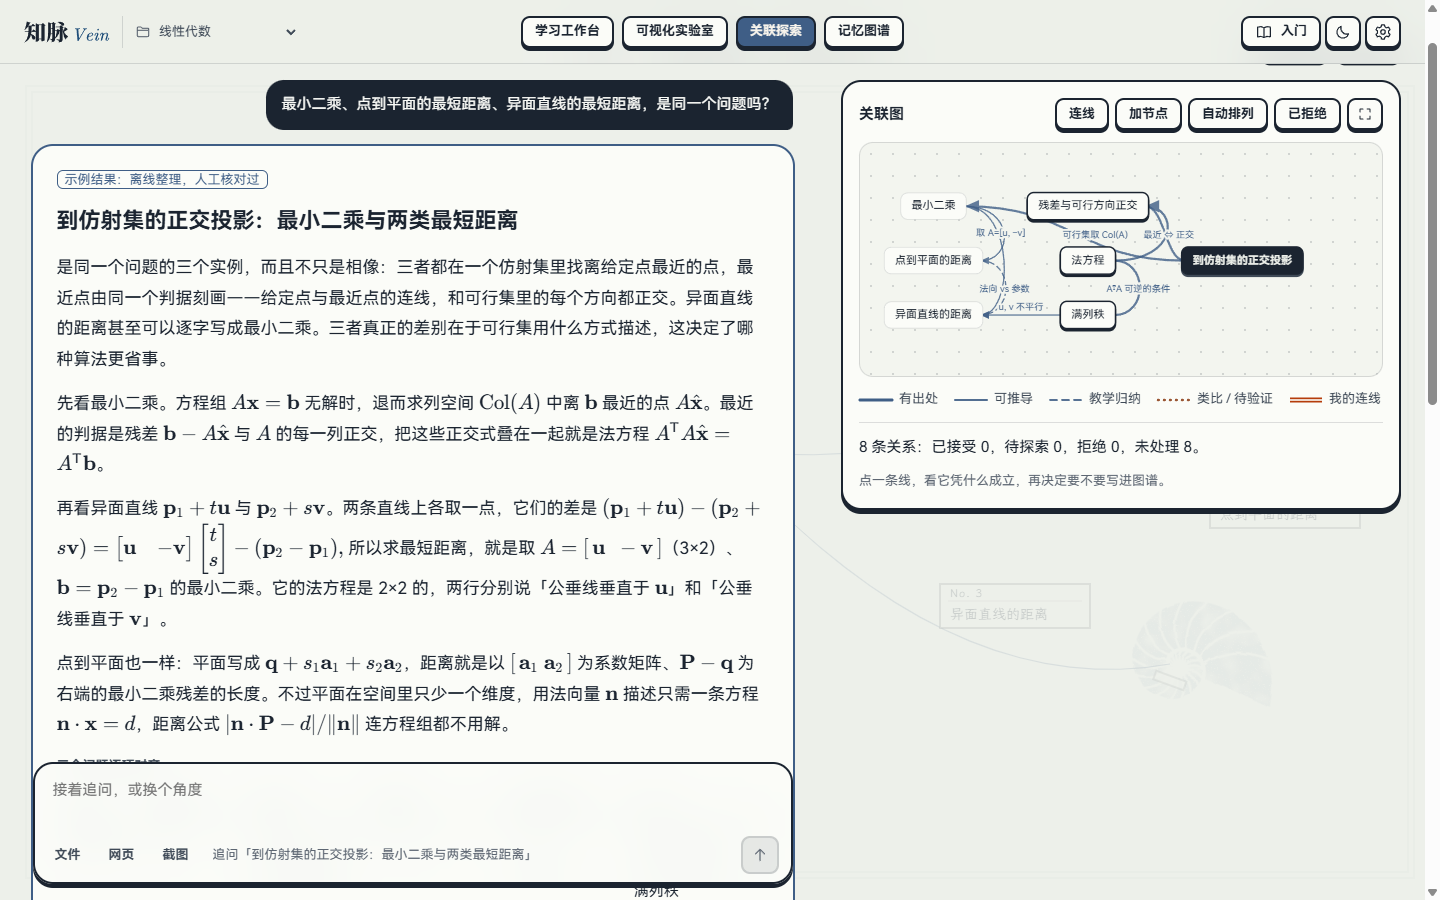 知脉 Vein
线性代数
学习工作台
可视化实验室
关联探索
记忆图谱
入门
最小二乘、点到平面的最短距离、异面直线的最短距离，是同一个问题吗？
示例结果：离线整理，人工核对过
到仿射集的正交投影：最小二乘与两类最短距离
是同一个问题的三个实例，而且不只是相像：三者都在一个仿射集里找离给定点最近的点，最
近点由同一个判据刻画——给定点与最近点的连线，和可行集里的每个方向都正交。异面直线
的距离甚至可以逐字写成最小二乘。三者真正的差别在于可行集用什么方式描述，这决定了哪
种算法更省事。
先看最小二乘。方程组 Ax = b 无解时，退而求列空间 Col(A) 中离 b 最近的点 Ax̂。最近
的判据是残差 b − Ax̂ 与 A 的每一列正交，把这些正交式叠在一起就是法方程 AᵀAx̂ =
Aᵀb。
再看异面直线 p₁ + tu 与 p₂ + sv。两条直线上各取一点，它们的差是 (p₁ + tu) − (p₂ +
sv) = [u −v] [t s] − (p₂ − p₁), 所以求最短距离，就是取 A = [ u −v ]（3×2）、
b = p₂ − p₁ 的最小二乘。它的法方程是 2×2 的，两行分别说「公垂线垂直于 u」和「公垂
线垂直于 v」。
点到平面也一样：平面写成 q + s₁a₁ + s₂a₂，距离就是以 [ a₁ a₂ ] 为系数矩阵、P − q 为
右端的最小二乘残差的长度。不过平面在空间里只少一个维度，用法向量 n 描述只需一条方程
n · x = d，距离公式 |n · P − d|/‖n‖ 连方程组都不用解。
接着追问，或换个角度
文件
网页
截图
追问「到仿射集的正交投影：最小二乘与两类最短距离」
满列秩
关联图
连线
加节点
自动排列
已拒绝
最小二乘
残差与可行方向正交
取 A=[u, −v]
可行集取 Col(A)
最近 ⇔ 正交
点到平面的距离
法方程
到仿射集的正交投影
法向 vs 参数
AᵀA 可逆的条件
u, v 不平行
异面直线的距离
满列秩
有出处
可推导
教学归纳
类比 / 待验证
我的连线
8 条关系：已接受 0，待探索 0，拒绝 0，未处理 8。
点一条线，看它凭什么成立，再决定要不要写进图谱。
点到平面的距离
No. 3
异面直线的距离